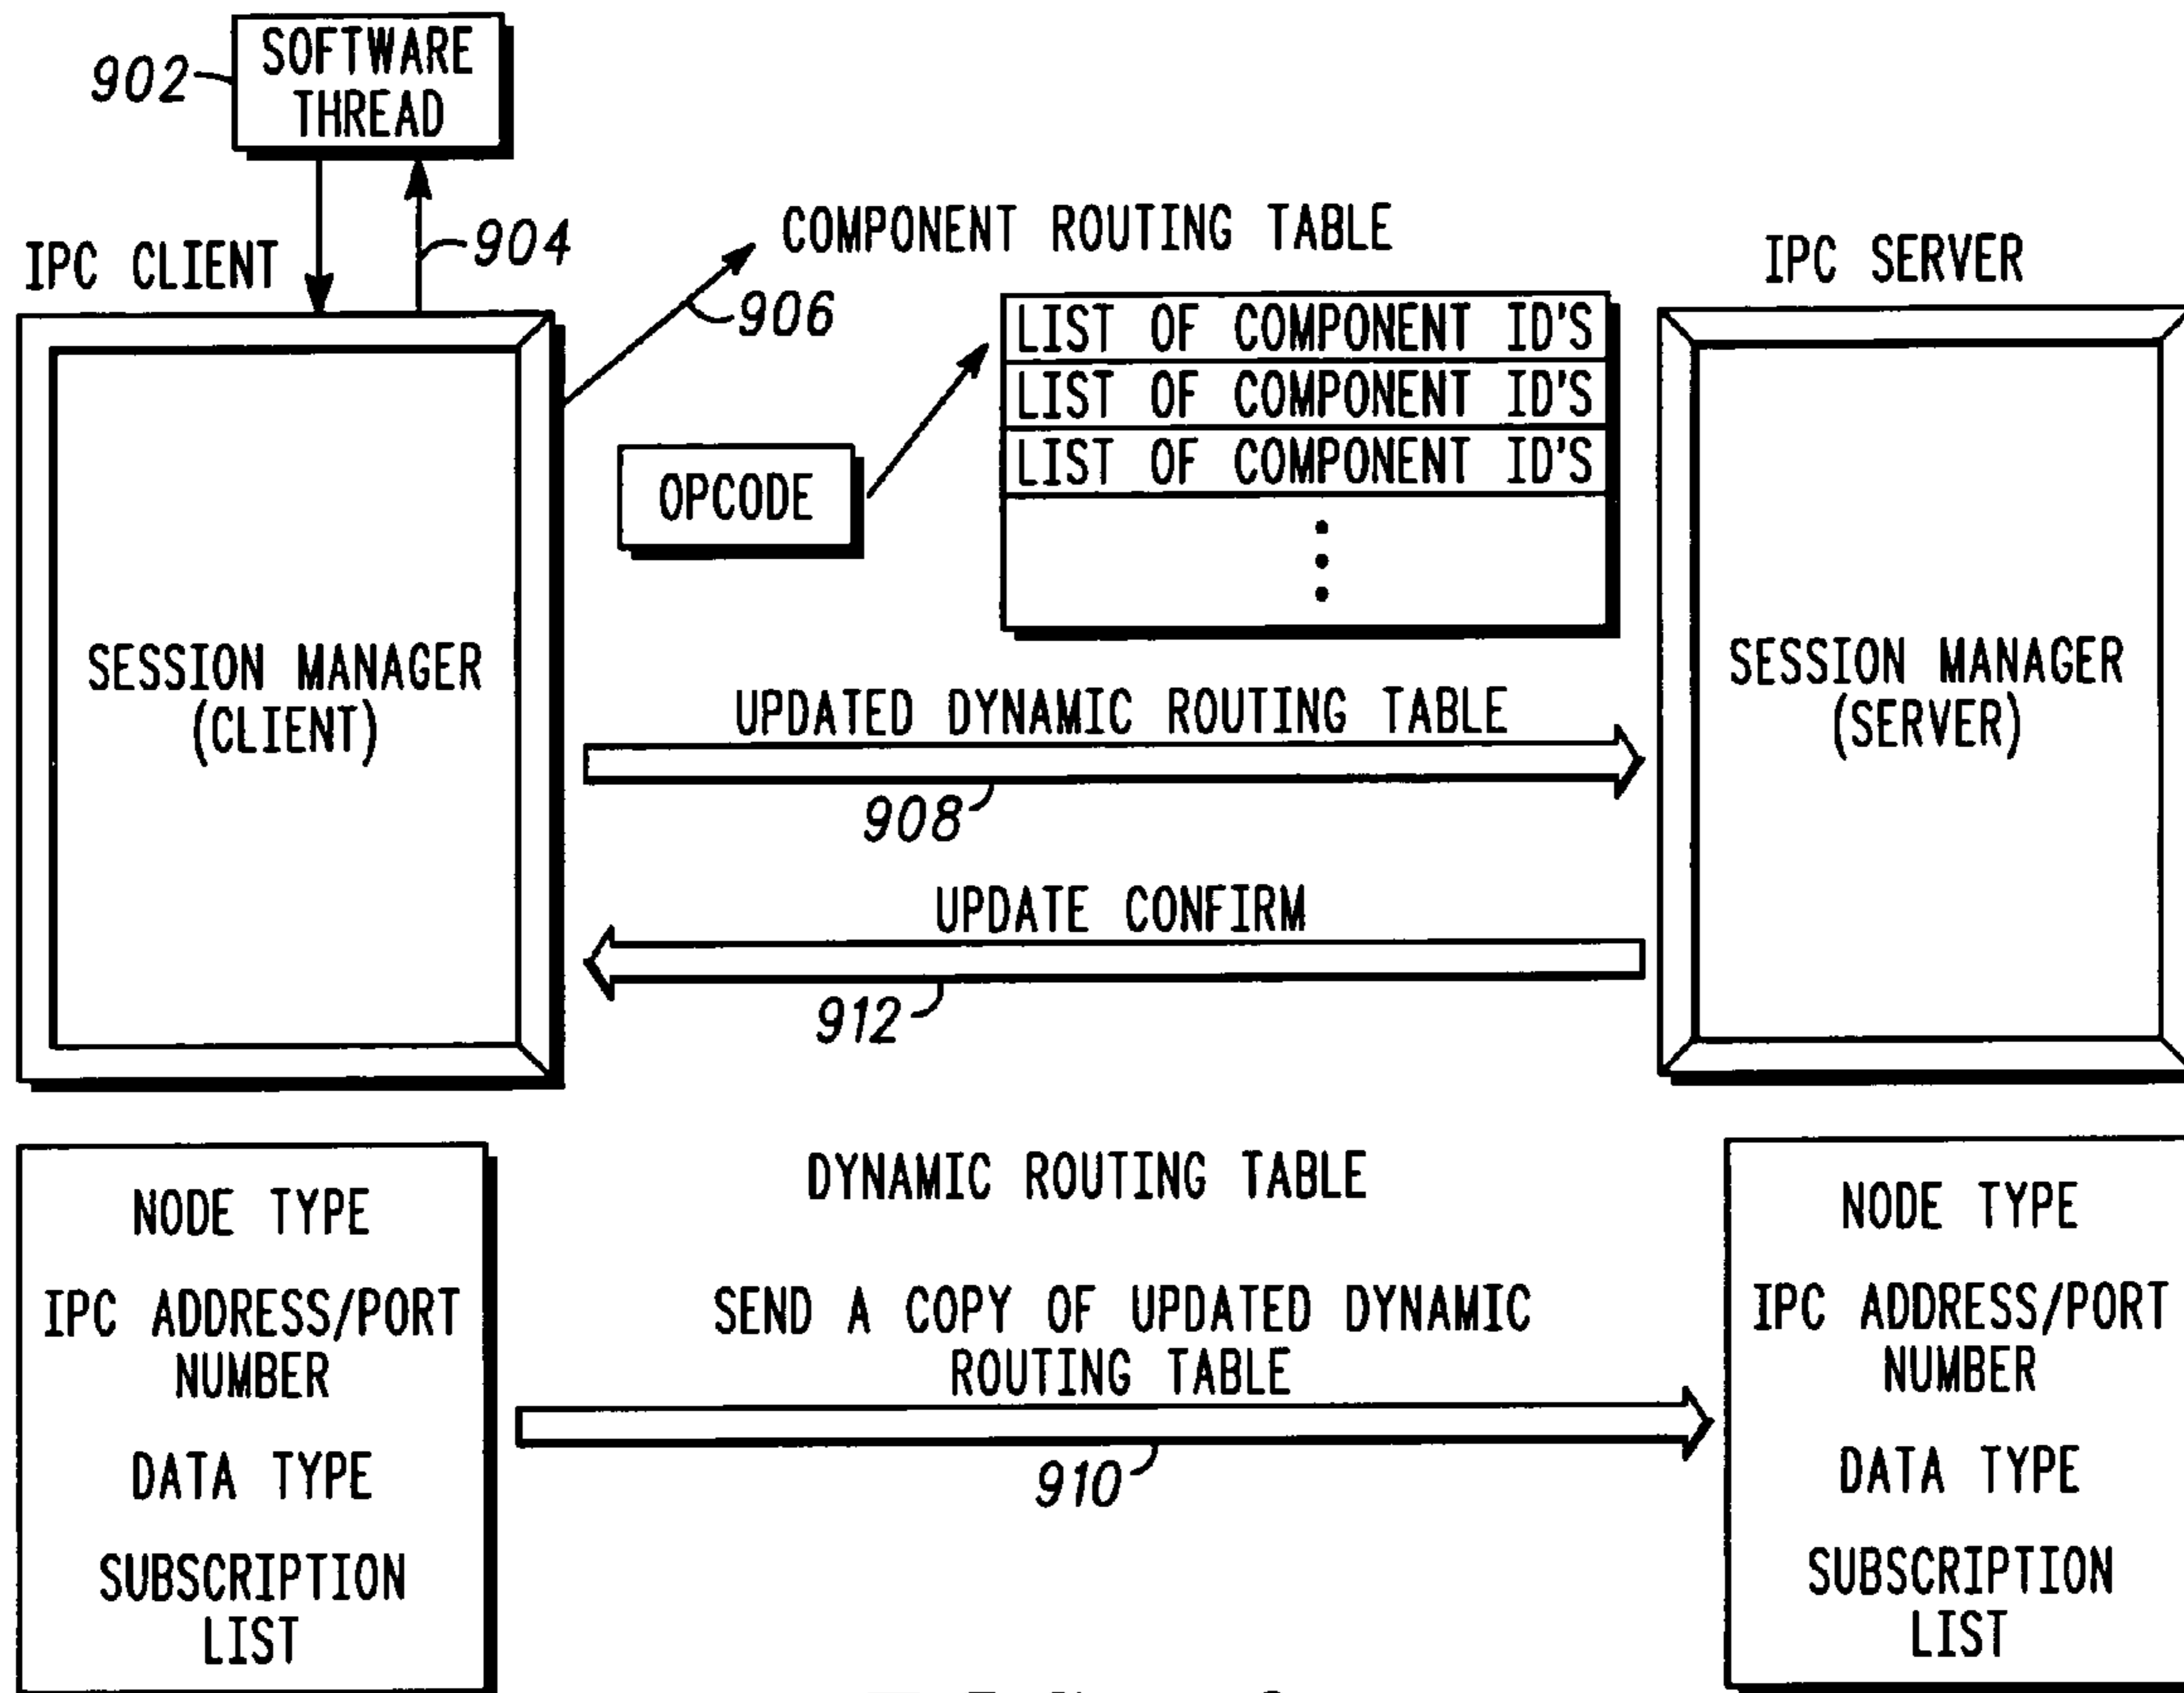 902
SOFTWARE
THREAD
904
IPC CLIENT
906
COMPONENT ROUTING TABLE
IPC SERVER
LIST OF COMPONENT ID'S
LIST OF COMPONENT ID'S
LIST OF COMPONENT ID'S
OPCODE
SESSION MANAGER
(CLIENT)
SESSION MANAGER
(SERVER)
UPDATED DYNAMIC ROUTING TABLE
908
UPDATE CONFIRM
912
NODE TYPE
IPC ADDRESS/PORT
NUMBER
DATA TYPE
SUBSCRIPTION
LIST
DYNAMIC ROUTING TABLE
SEND A COPY OF UPDATED DYNAMIC
ROUTING TABLE
910
NODE TYPE
IPC ADDRESS/PORT
NUMBER
DATA TYPE
SUBSCRIPTION
LIST